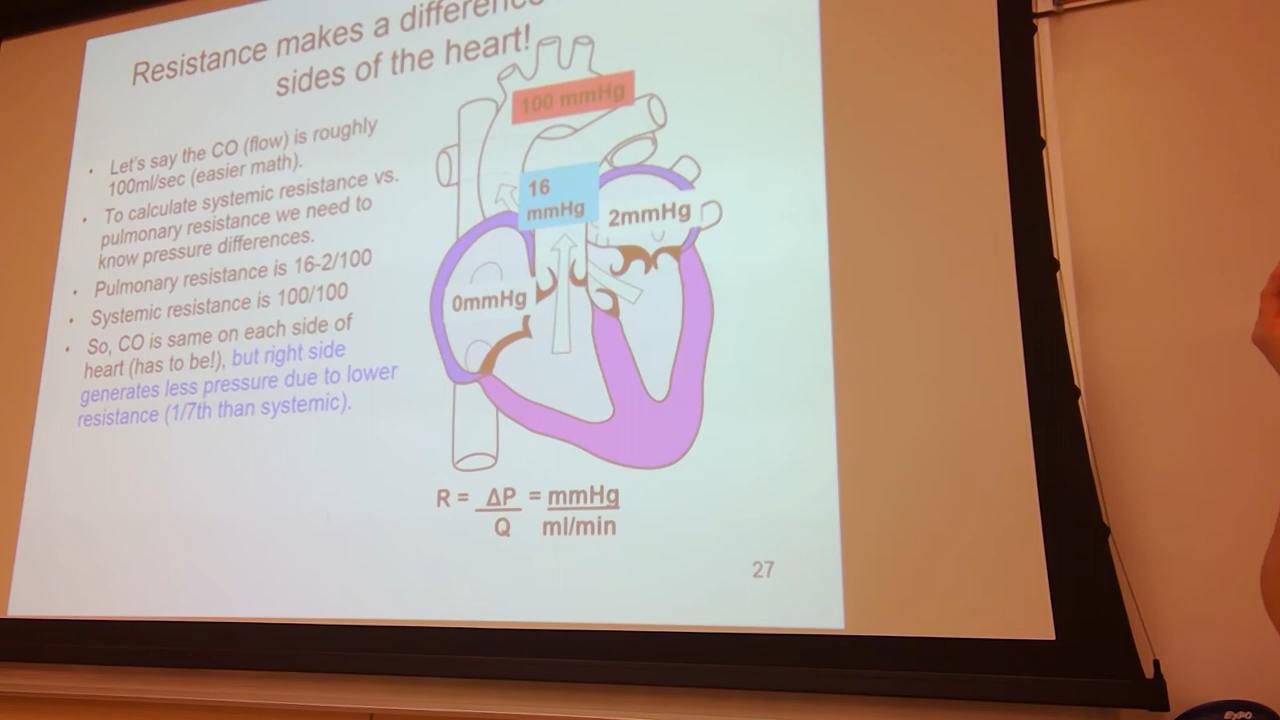 Resistance makes a difference
sides of the heart!
• Let's say the CO (flow) is roughly
100ml/sec (easier math).
• To calculate systemic resistance vs.
pulmonary resistance we need to
know pressure differences.
• Pulmonary resistance is 16-2/100
• Systemic resistance is 100/100
• So, CO is same on each side of
heart (has to be!), but right side
generates less pressure due to lower
resistance (1/7th than systemic).
100 mmHg
16
mmHg
2mmHg
0mmHg
R = ΔP = mmHg
Q ml/min
27